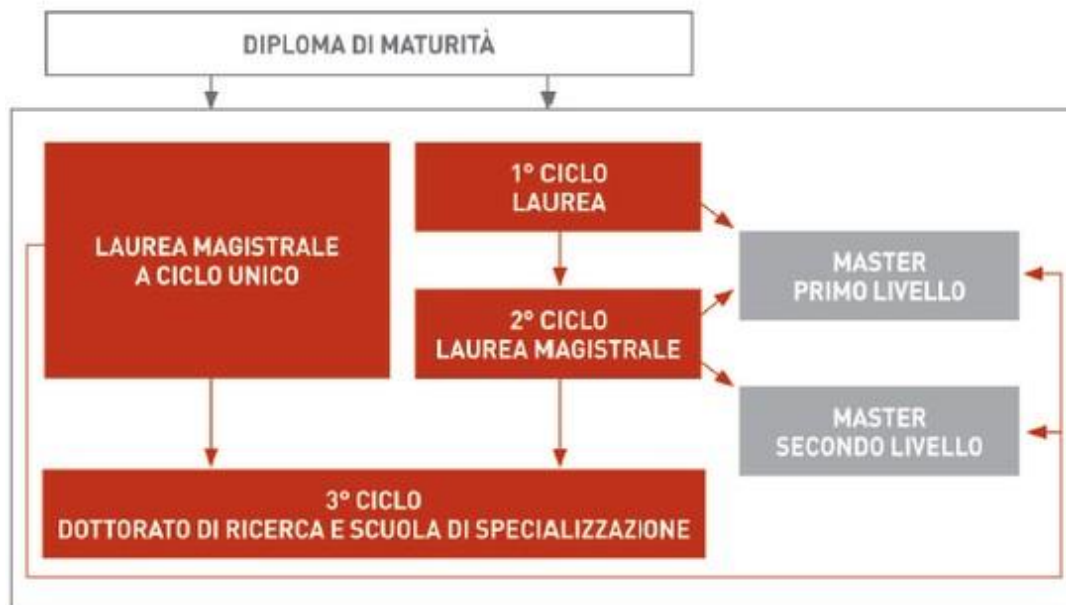 DIPLOMA DI MATURITÀ
LAUREA MAGISTRALE
A CICLO UNICO
1° CICLO
LAUREA
2° CICLO
LAUREA MAGISTRALE
MASTER
PRIMO LIVELLO
MASTER
SECONDO LIVELLO
3° CICLO
DOTTORATO DI RICERCA E SCUOLA DI SPECIALIZZAZIONE